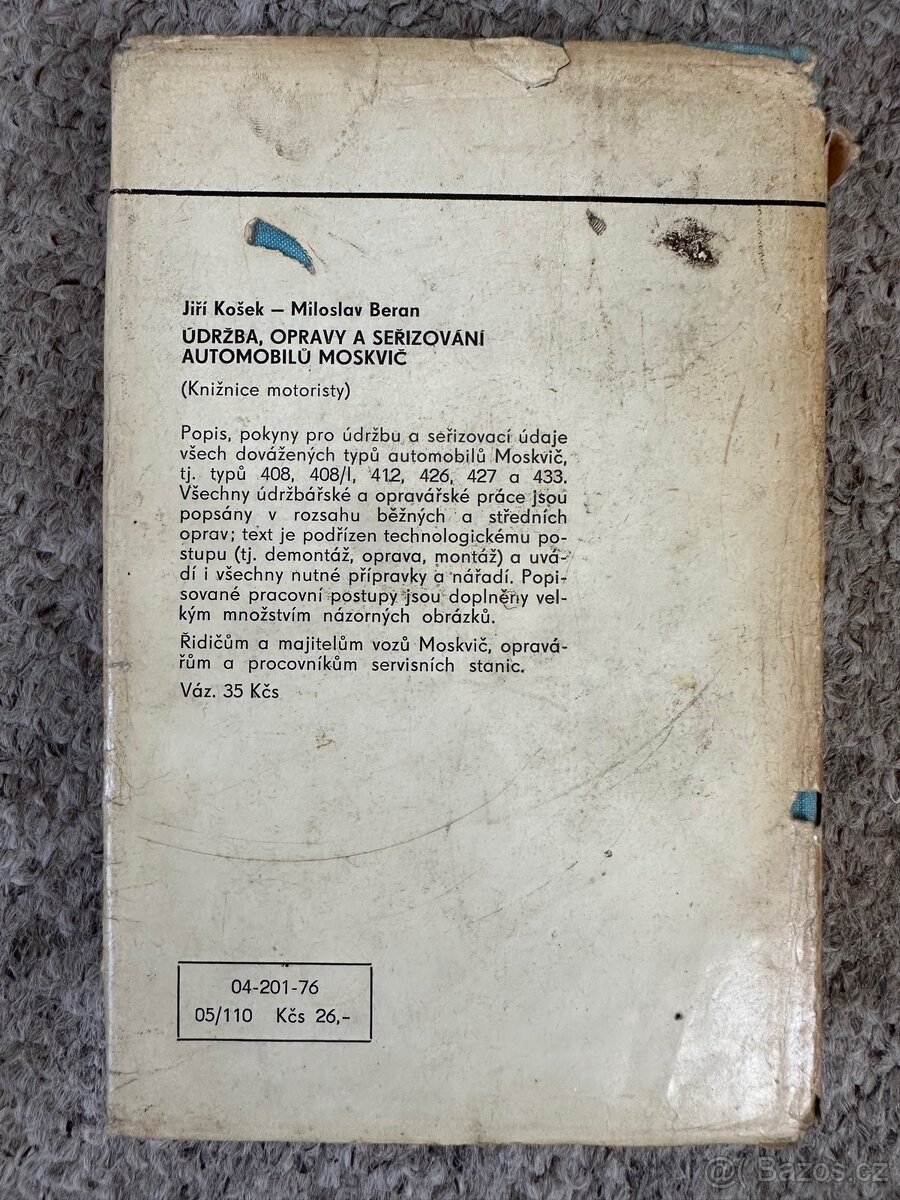 Jiří Košek – Miloslav Beran
ÚDRŽBA, OPRAVY A SEŘIZOVÁNÍ
AUTOMOBILŮ MOSKVIČ
(Knižnice motoristy)
Popis, pokyny pro údržbu a seřizovací údaje
všech dovážených typů automobilů Moskvič,
tj. typů 408, 408/I, 412, 426, 427 a 433.
Všechny údržbářské a opravářské práce jsou
popsány v rozsahu běžných a středních
oprav; text je podřízen technologickému po-
stupu (tj. demontáž, oprava, montáž) a uvá-
dí i všechny nutné přípravky a nářadí. Popi-
sované pracovní postupy jsou doplněny vel-
kým množstvím názorných obrázků.
Řidičům a majitelům vozů Moskvič, opravá-
řům a procovníkům servisních stanic.
Váz. 35 Kčs
04-201-76
05/110 Kčs 26,-
@ Bazos.cz